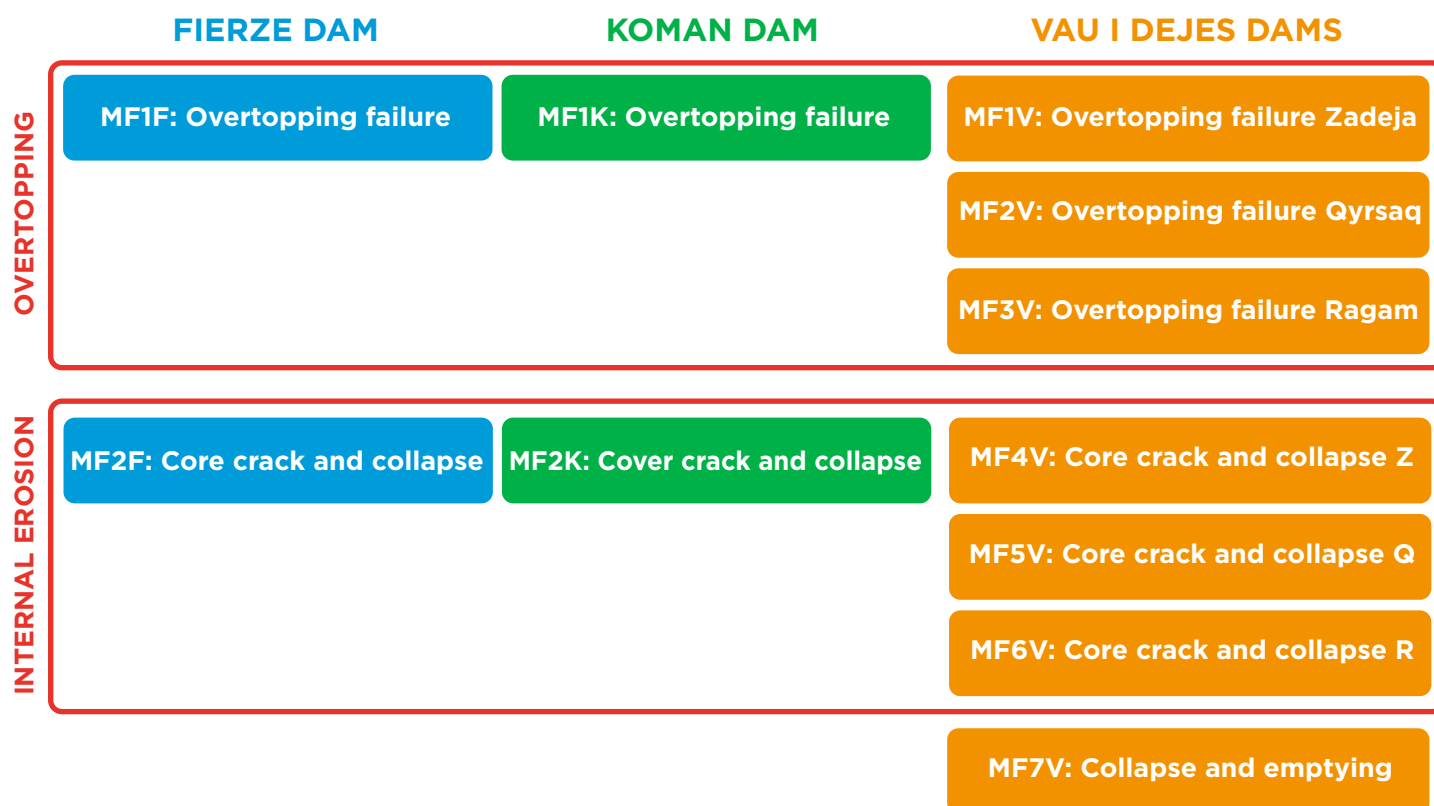 FIERZE DAM
KOMAN DAM
VAU I DEJES DAMS
OVERTOPPING
MF1F: Overtopping failure
MF1K: Overtopping failure
MF1V: Overtopping failure Zadeja
MF2V: Overtopping failure Qyrsaq
MF3V: Overtopping failure Ragam
INTERNAL EROSION
MF2F: Core crack and collapse
MF2K: Cover crack and collapse
MF4V: Core crack and collapse Z
MF5V: Core crack and collapse Q
MF6V: Core crack and collapse R
MF7V: Collapse and emptying